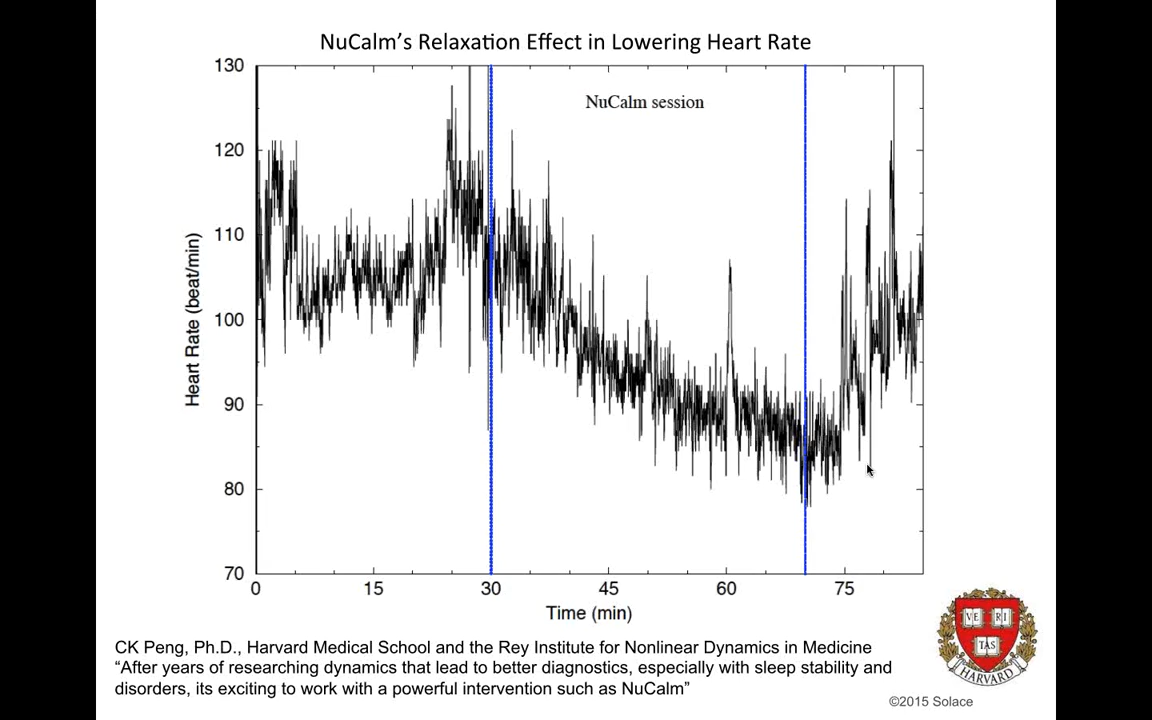 NuCalm's Relaxation Effect in Lowering Heart Rate
130
120
110
100
90
80
70
Heart Rate (beat/min)
NuCalm session
0 15 30 45 60 75
Time (min)
CK Peng, Ph.D., Harvard Medical School and the Rey Institute for Nonlinear Dynamics in Medicine
“After years of researching dynamics that lead to better diagnostics, especially with sleep stability and
disorders, its exciting to work with a powerful intervention such as NuCalm”
VE RI
TAS
HARVARD
©2015 Solace